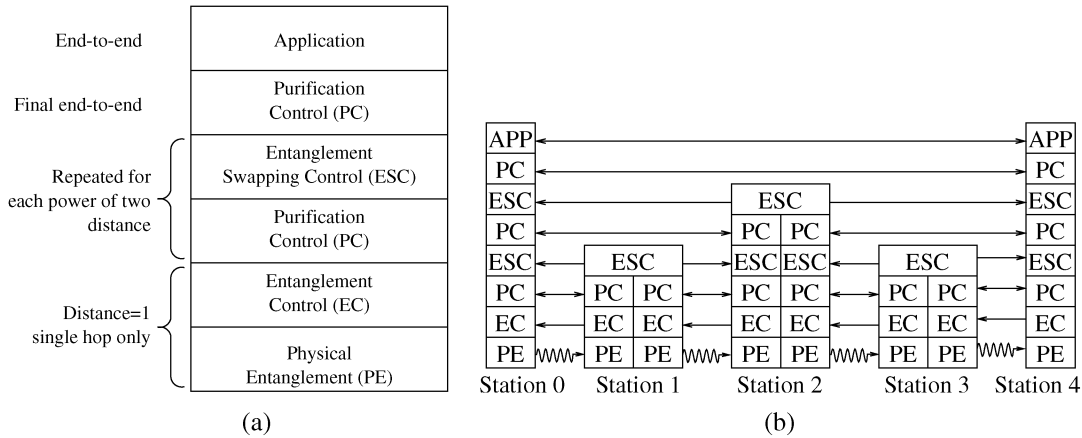 End-to-end
Application
Final end-to-end
Purification
Control (PC)
Repeated for
each power of two
distance
Entanglement
Swapping Control (ESC)
Purification
Control (PC)
Distance=1
single hop only
Entanglement
Control (EC)
Physical
Entanglement (PE)
(a)
APP APP
PC PC
ESC ESC ESC
PC PC PC PC
ESC ESC ESC ESC ESC ESC
PC PC PC PC PC PC PC PC
EC EC EC EC EC EC EC EC
PE PE PE PE PE PE PE PE
Station 0 Station 1 Station 2 Station 3 Station 4
(b)